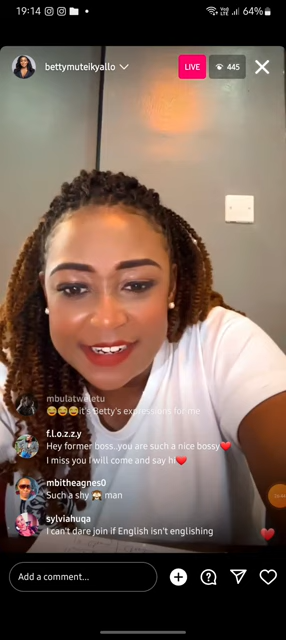 19:14
64%
bettymuteikyallo
LIVE
445
mbulatwaletu
😂😂😂it's Betty's expressions for me
f.l.o.z.z.y
Hey former boss..you are such a nice bossy❤️
I miss you I will come and say hi❤️
mbitheagnes0
Such a shy 🙈 man
sylviahuqa
I can't dare join if English isn't englishing
Add a comment...